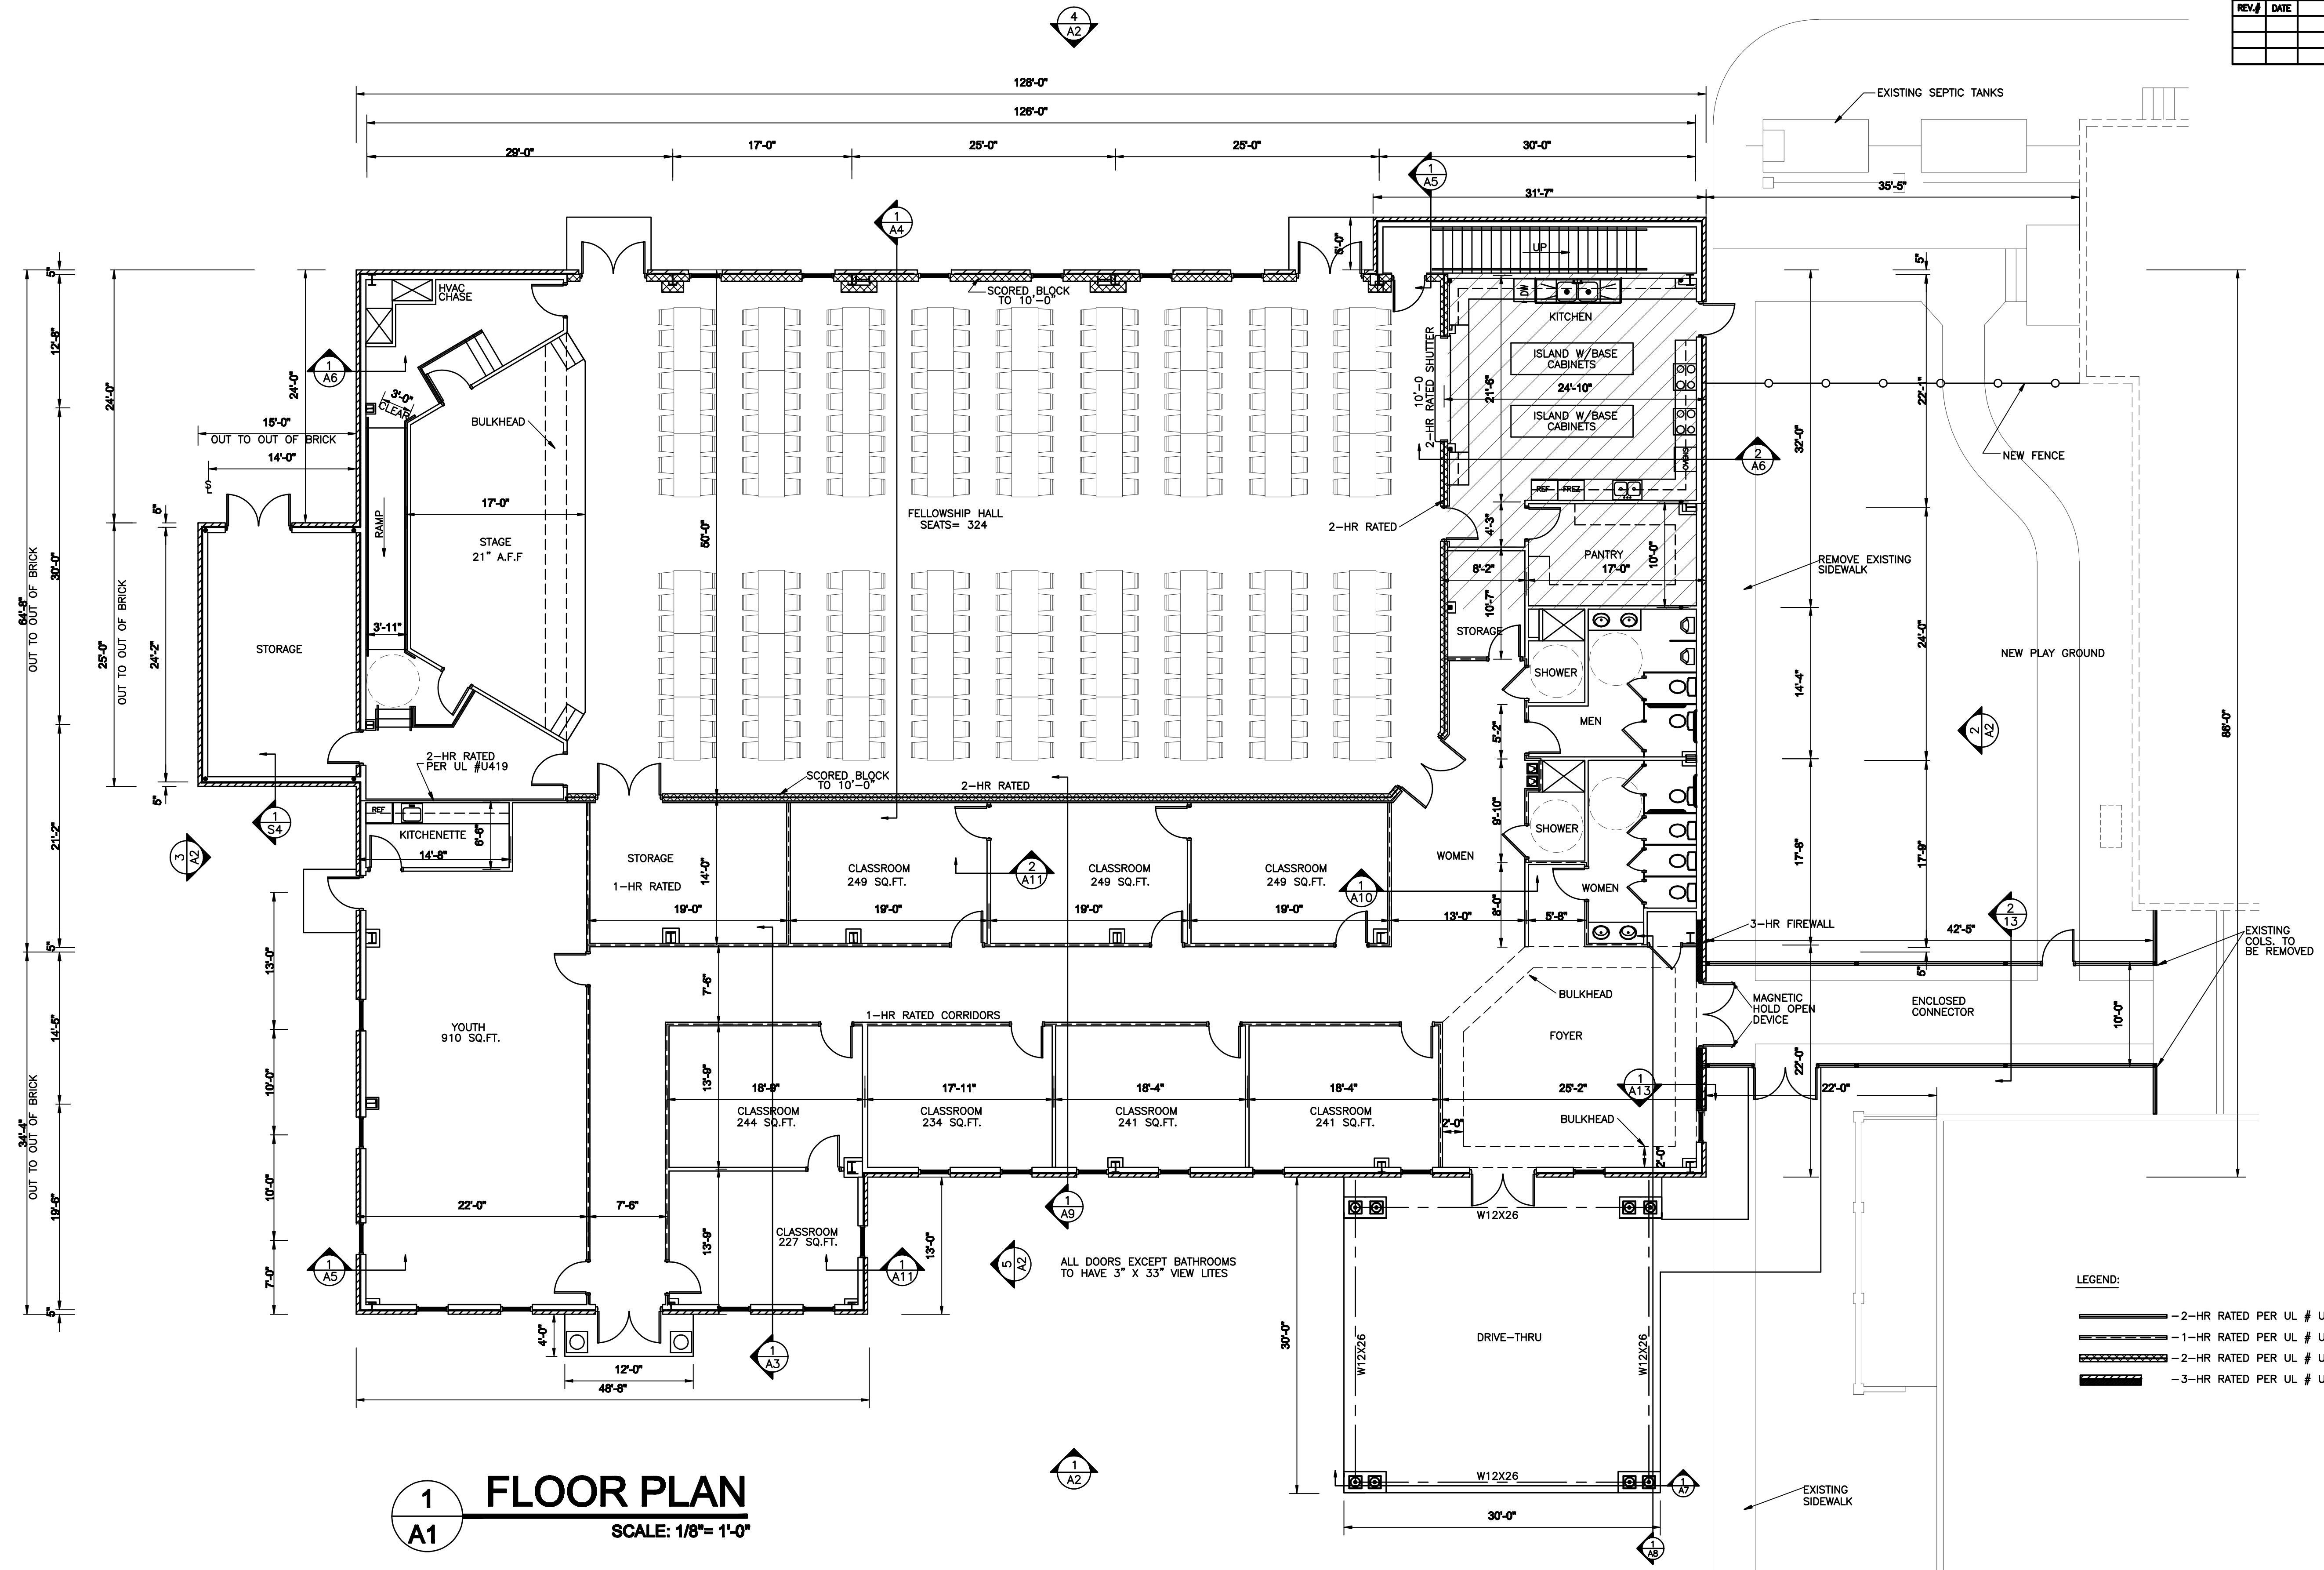 REV.# DATE
4
A2
128'-0"
126'-0"
29'-0" 17'-0" 25'-0" 25'-0" 30'-0"
EXISTING SEPTIC TANKS
1
A5
31'-7"
35'-5"
1
A4
5'-0"
UP
5"
12'-8"
30'-0"
21'-2"
5"
14'-5"
19'-6"
5"
64'-8"
OUT TO OUT OF BRICK
34'-4"
OUT TO OUT OF BRICK
24'-0"
25'-0"
OUT TO OUT OF BRICK
5"
24'-2"
5"
24'-0"
15'-0"
OUT TO OUT OF BRICK
14'-0"
HVAC
CHASE
1
A6
3'-0"
CLEAR
BULKHEAD
RAMP
17'-0"
STAGE
21" A.F.F
3'-11"
STORAGE
2-HR RATED
PER UL #U419
1
S4
3
A2
SCORED BLOCK
TO 10'-0"
50'-0"
FELLOWSHIP HALL
SEATS= 324
SCORED BLOCK
TO 10'-0"
2-HR RATED
10'-0
2-HR RATED SHUTTER
2-HR RATED
DW
KITCHEN
ISLAND W/BASE
CABINETS
24'-10"
21'-6"
ISLAND W/BASE
CABINETS
OVENS
REF FREZ
2
A6
4'-3"
PANTRY
17'-0"
10'-0"
8'-2"
10'-7"
STORAGE
SHOWER
MEN
5'-2"
9'-10"
SHOWER
WOMEN
WOMEN
8'-0"
5'-8"
13'-0"
5"
22'-1"
32'-0"
NEW FENCE
REMOVE EXISTING
SIDEWALK
24'-0"
14'-4"
NEW PLAY GROUND
2
A2
86'-0"
17'-8"
17'-9"
2
13
3-HR FIREWALL
42'-5"
5"
EXISTING
COLS. TO
BE REMOVED
MAGNETIC
HOLD OPEN
DEVICE
ENCLOSED
CONNECTOR
10'-0"
22'-0"
22'-0"
REF
KITCHENETTE
14'-8"
6'-6"
STORAGE
1-HR RATED
14'-0"
19'-0"
CLASSROOM
249 SQ.FT.
19'-0"
2
A11
CLASSROOM
249 SQ.FT.
19'-0"
CLASSROOM
249 SQ.FT.
19'-0"
1
A10
7'-6"
1-HR RATED CORRIDORS
BULKHEAD
FOYER
25'-2"
1
A13
BULKHEAD
2'-0"
2'-0"
YOUTH
910 SQ.FT.
13'-0"
10'-0"
10'-0"
7'-0"
22'-0"
7'-6"
13'-9"
18'-9"
CLASSROOM
244 SQ.FT.
17'-11"
CLASSROOM
234 SQ.FT.
18'-4"
CLASSROOM
241 SQ.FT.
18'-4"
CLASSROOM
241 SQ.FT.
13'-9"
CLASSROOM
227 SQ.FT.
13'-0"
1
A5
1
A11
1
A9
5
A2
ALL DOORS EXCEPT BATHROOMS
TO HAVE 3" X 33" VIEW LITES
4'-0"
12'-0"
48'-8"
1
A3
W12X26
W12X26
W12X26
30'-0"
DRIVE-THRU
W12X26
30'-0"
1
A7
1
A8
1
A2
LEGEND:
-2-HR RATED PER UL # U
-1-HR RATED PER UL # U
-2-HR RATED PER UL # U
-3-HR RATED PER UL # U
EXISTING
SIDEWALK
1
A1
FLOOR PLAN
SCALE: 1/8"= 1'-0"